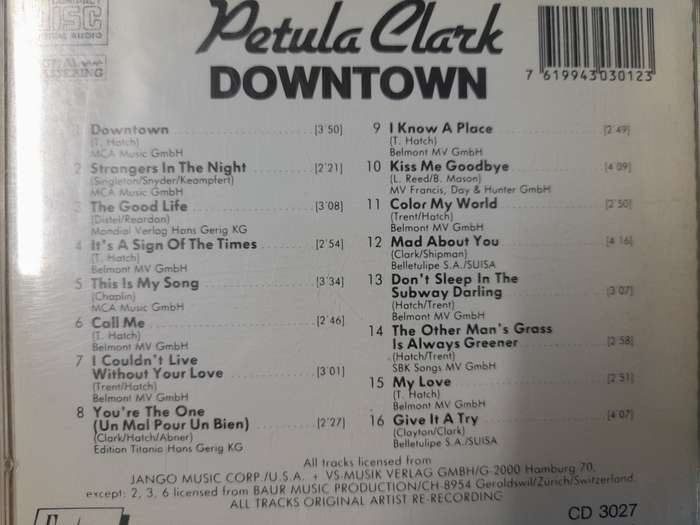 COMPACT
DISC
DIGITAL AUDIO
Petula Clark
DOWNTOWN
7 619943 030123
1 Downtown [3'50]
(T. Hatch)
MCA Music GmbH
2 Strangers In The Night [2'21]
(Singleton/Snyder/Keampfert)
MCA Music GmbH
3 The Good Life [3'08]
(Distel/Reardon)
Mondial Verlag Hans Gerig KG
4 It's A Sign Of The Times [2'54]
(T. Hatch)
Belmont MV GmbH
5 This Is My Song [3'34]
(Chaplin)
MCA Music GmbH
6 Call Me [2'46]
(T. Hatch)
Belmont MV GmbH
7 I Couldn't Live
Without Your Love [3'01]
(Trent/Hatch)
Belmont MV GmbH
8 You're The One
(Un Mal Pour Un Bien) [2'27]
(Clark/Hatch/Abner)
Edition Titania Hans Gerig KG
9 I Know A Place [2'49]
(T. Hatch)
Belmont MV GmbH
10 Kiss Me Goodbye [4'09]
(L. Reed/B. Mason)
MV Francis, Day & Hunter GmbH
11 Color My World [2'50]
(Trent/Hatch)
Belmont MV GmbH
12 Mad About You [4'16]
(Clark/Shipman)
Belletulipe S.A./SUISA
13 Don't Sleep In The
Subway Darling [3'07]
(Hatch/Trent)
Belmont MV GmbH
14 The Other Man's Grass
Is Always Greener [2'58]
(Hatch/Trent)
SBK Songs MV GmbH
15 My Love [2'51]
(T. Hatch)
Belmont MV GmbH
16 Give It A Try [4'07]
(Clayton/Clark)
Belletulipe S.A./SUISA
All tracks licensed from
JANGO MUSIC CORP./U.S.A. + VS-MUSIK VERLAG GMBH/G-2000 Hamburg 70,
except: 2, 3, 6 licensed from BAUR MUSIC PRODUCTION/CH 8954 Geroldswil/Zürich/Switzerland.
ALL TRACKS ORIGINAL ARTIST RE-RECORDING
CD 3027